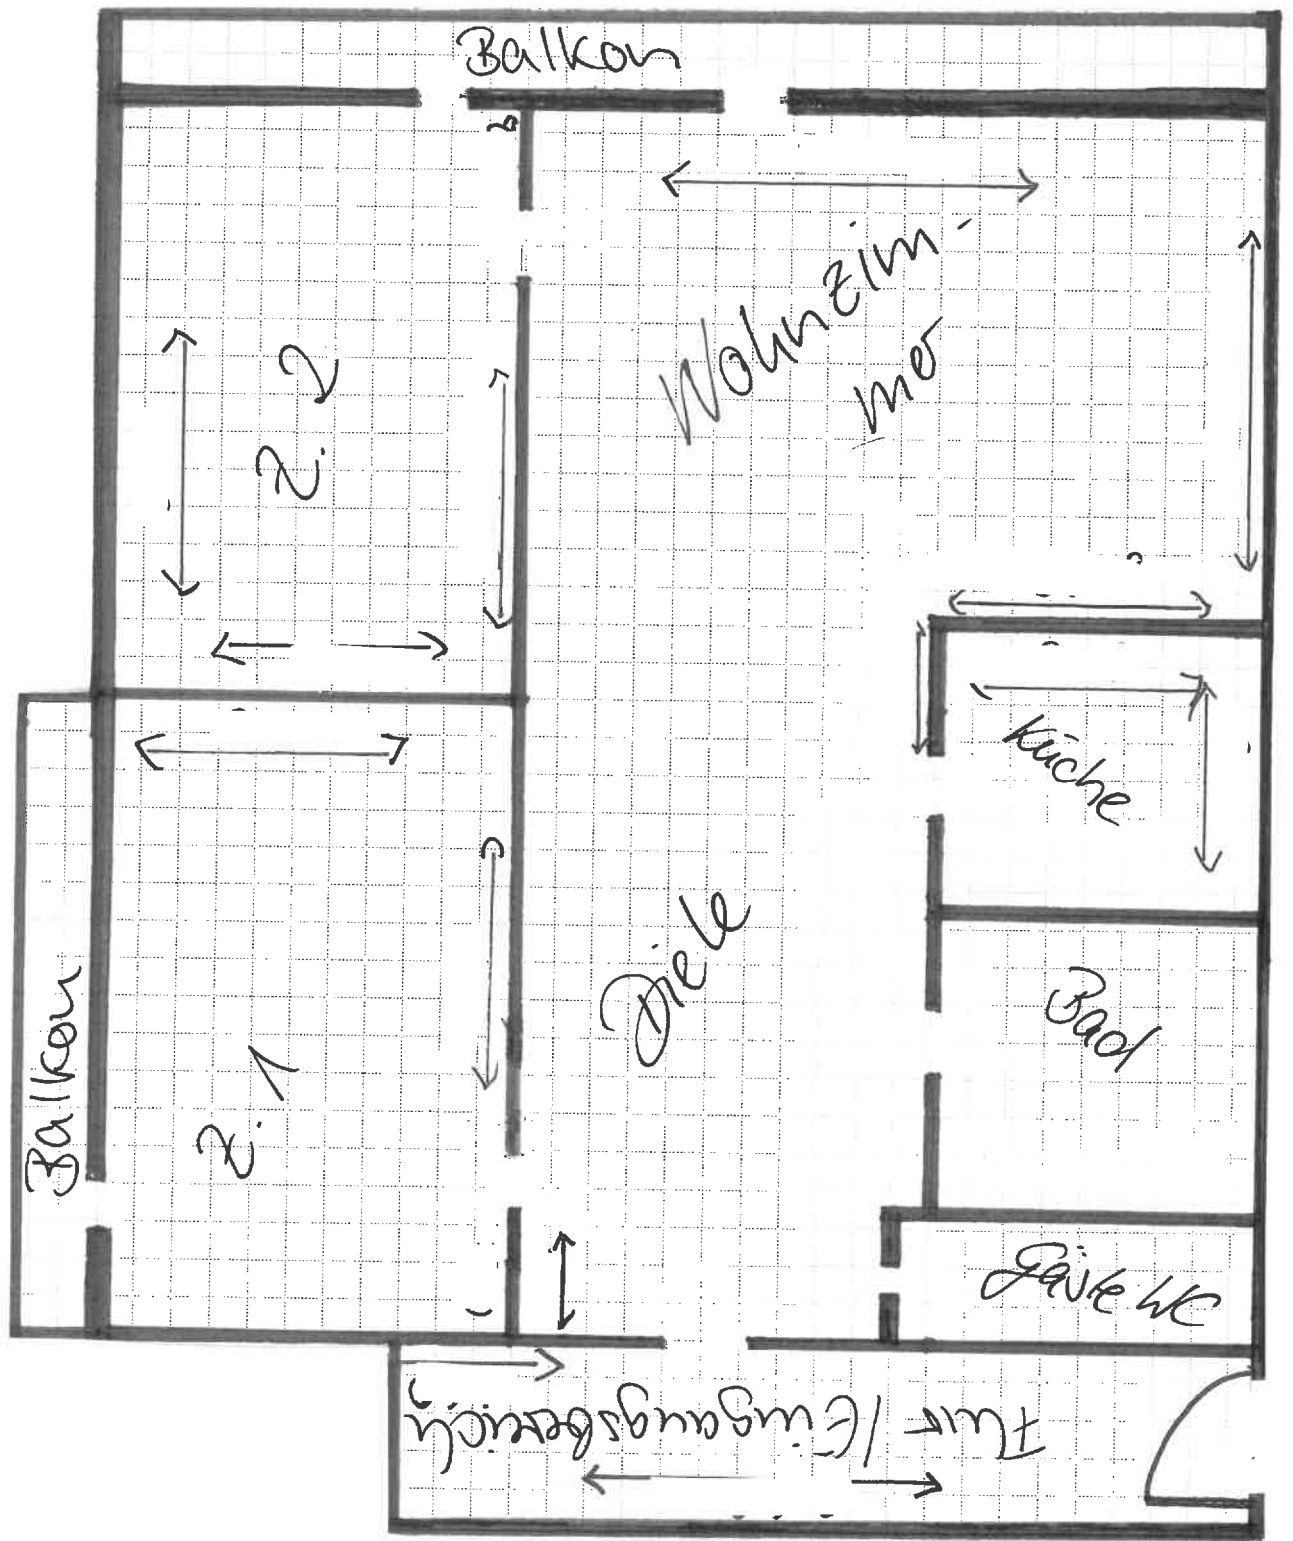 Balkon
Wohnzim-
mer
Z. 2
Küche
Diele
Bad
Balkon
Z. 1
Gäste WC
Flur / Eingangsbereich